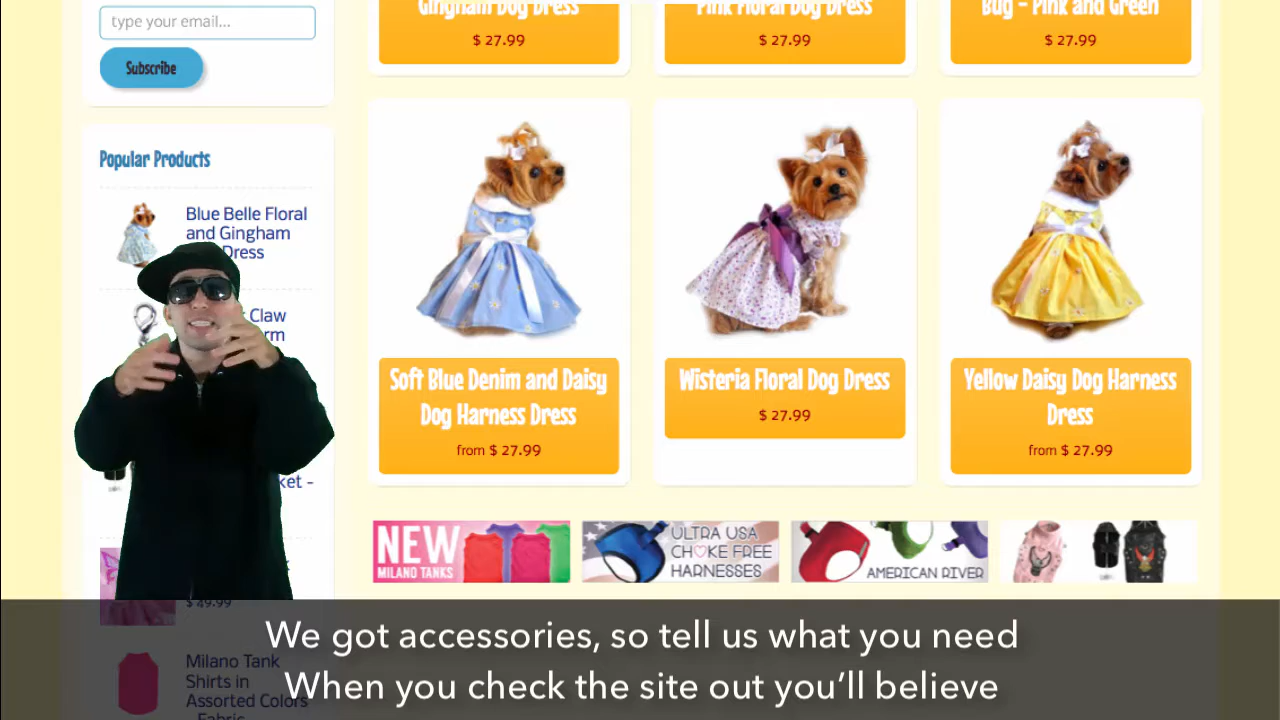 type your email...
Subscribe
Popular Products
Blue Belle Floral
and Gingham
Dress
Claw
ket -
$ 49.99
Milano Tank
Shirts in
Assorted Colors
- Fabric
Gingham Dog Dress
$ 27.99
Pink Floral Dog Dress
$ 27.99
Bug - Pink and Green
$ 27.99
Soft Blue Denim and Daisy
Dog Harness Dress
from $ 27.99
Wisteria Floral Dog Dress
$ 27.99
Yellow Daisy Dog Harness
Dress
from $ 27.99
NEW
MILANO TANKS
ULTRA USA
CHOKE FREE
HARNESSES
AMERICAN RIVER
We got accessories, so tell us what you need
When you check the site out you'll believe